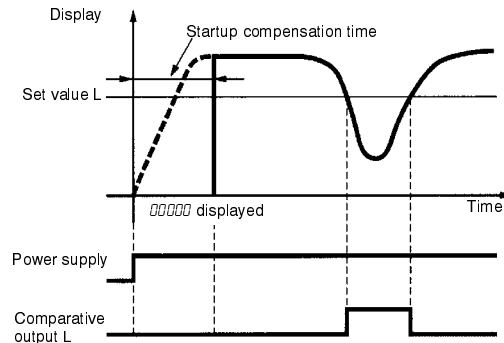 Display
Startup compensation time
Set value L
00000 displayed
Time
Power supply
Comparative
output L